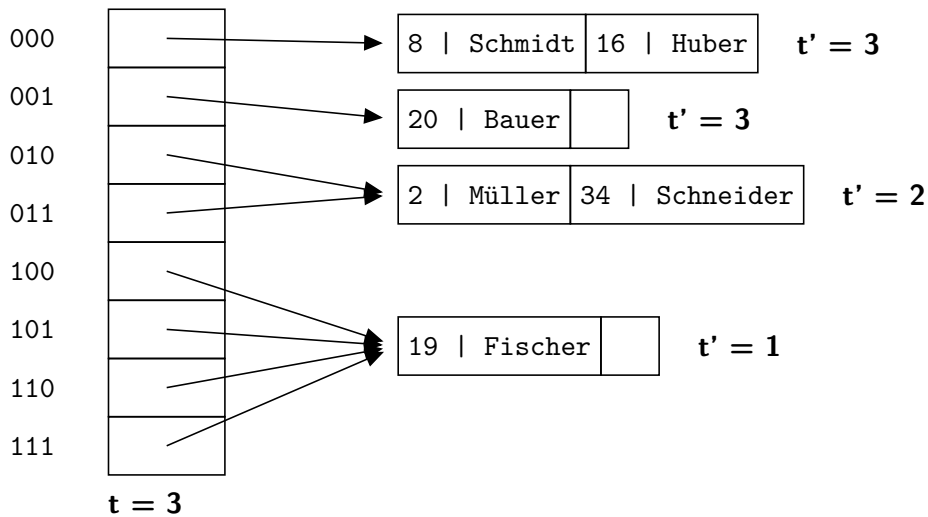 000
8 | Schmidt 16 | Huber t’ = 3
001
20 | Bauer t’ = 3
010
2 | Müller 34 | Schneider t’ = 2
011
100
101
19 | Fischer t’ = 1
110
111
t = 3